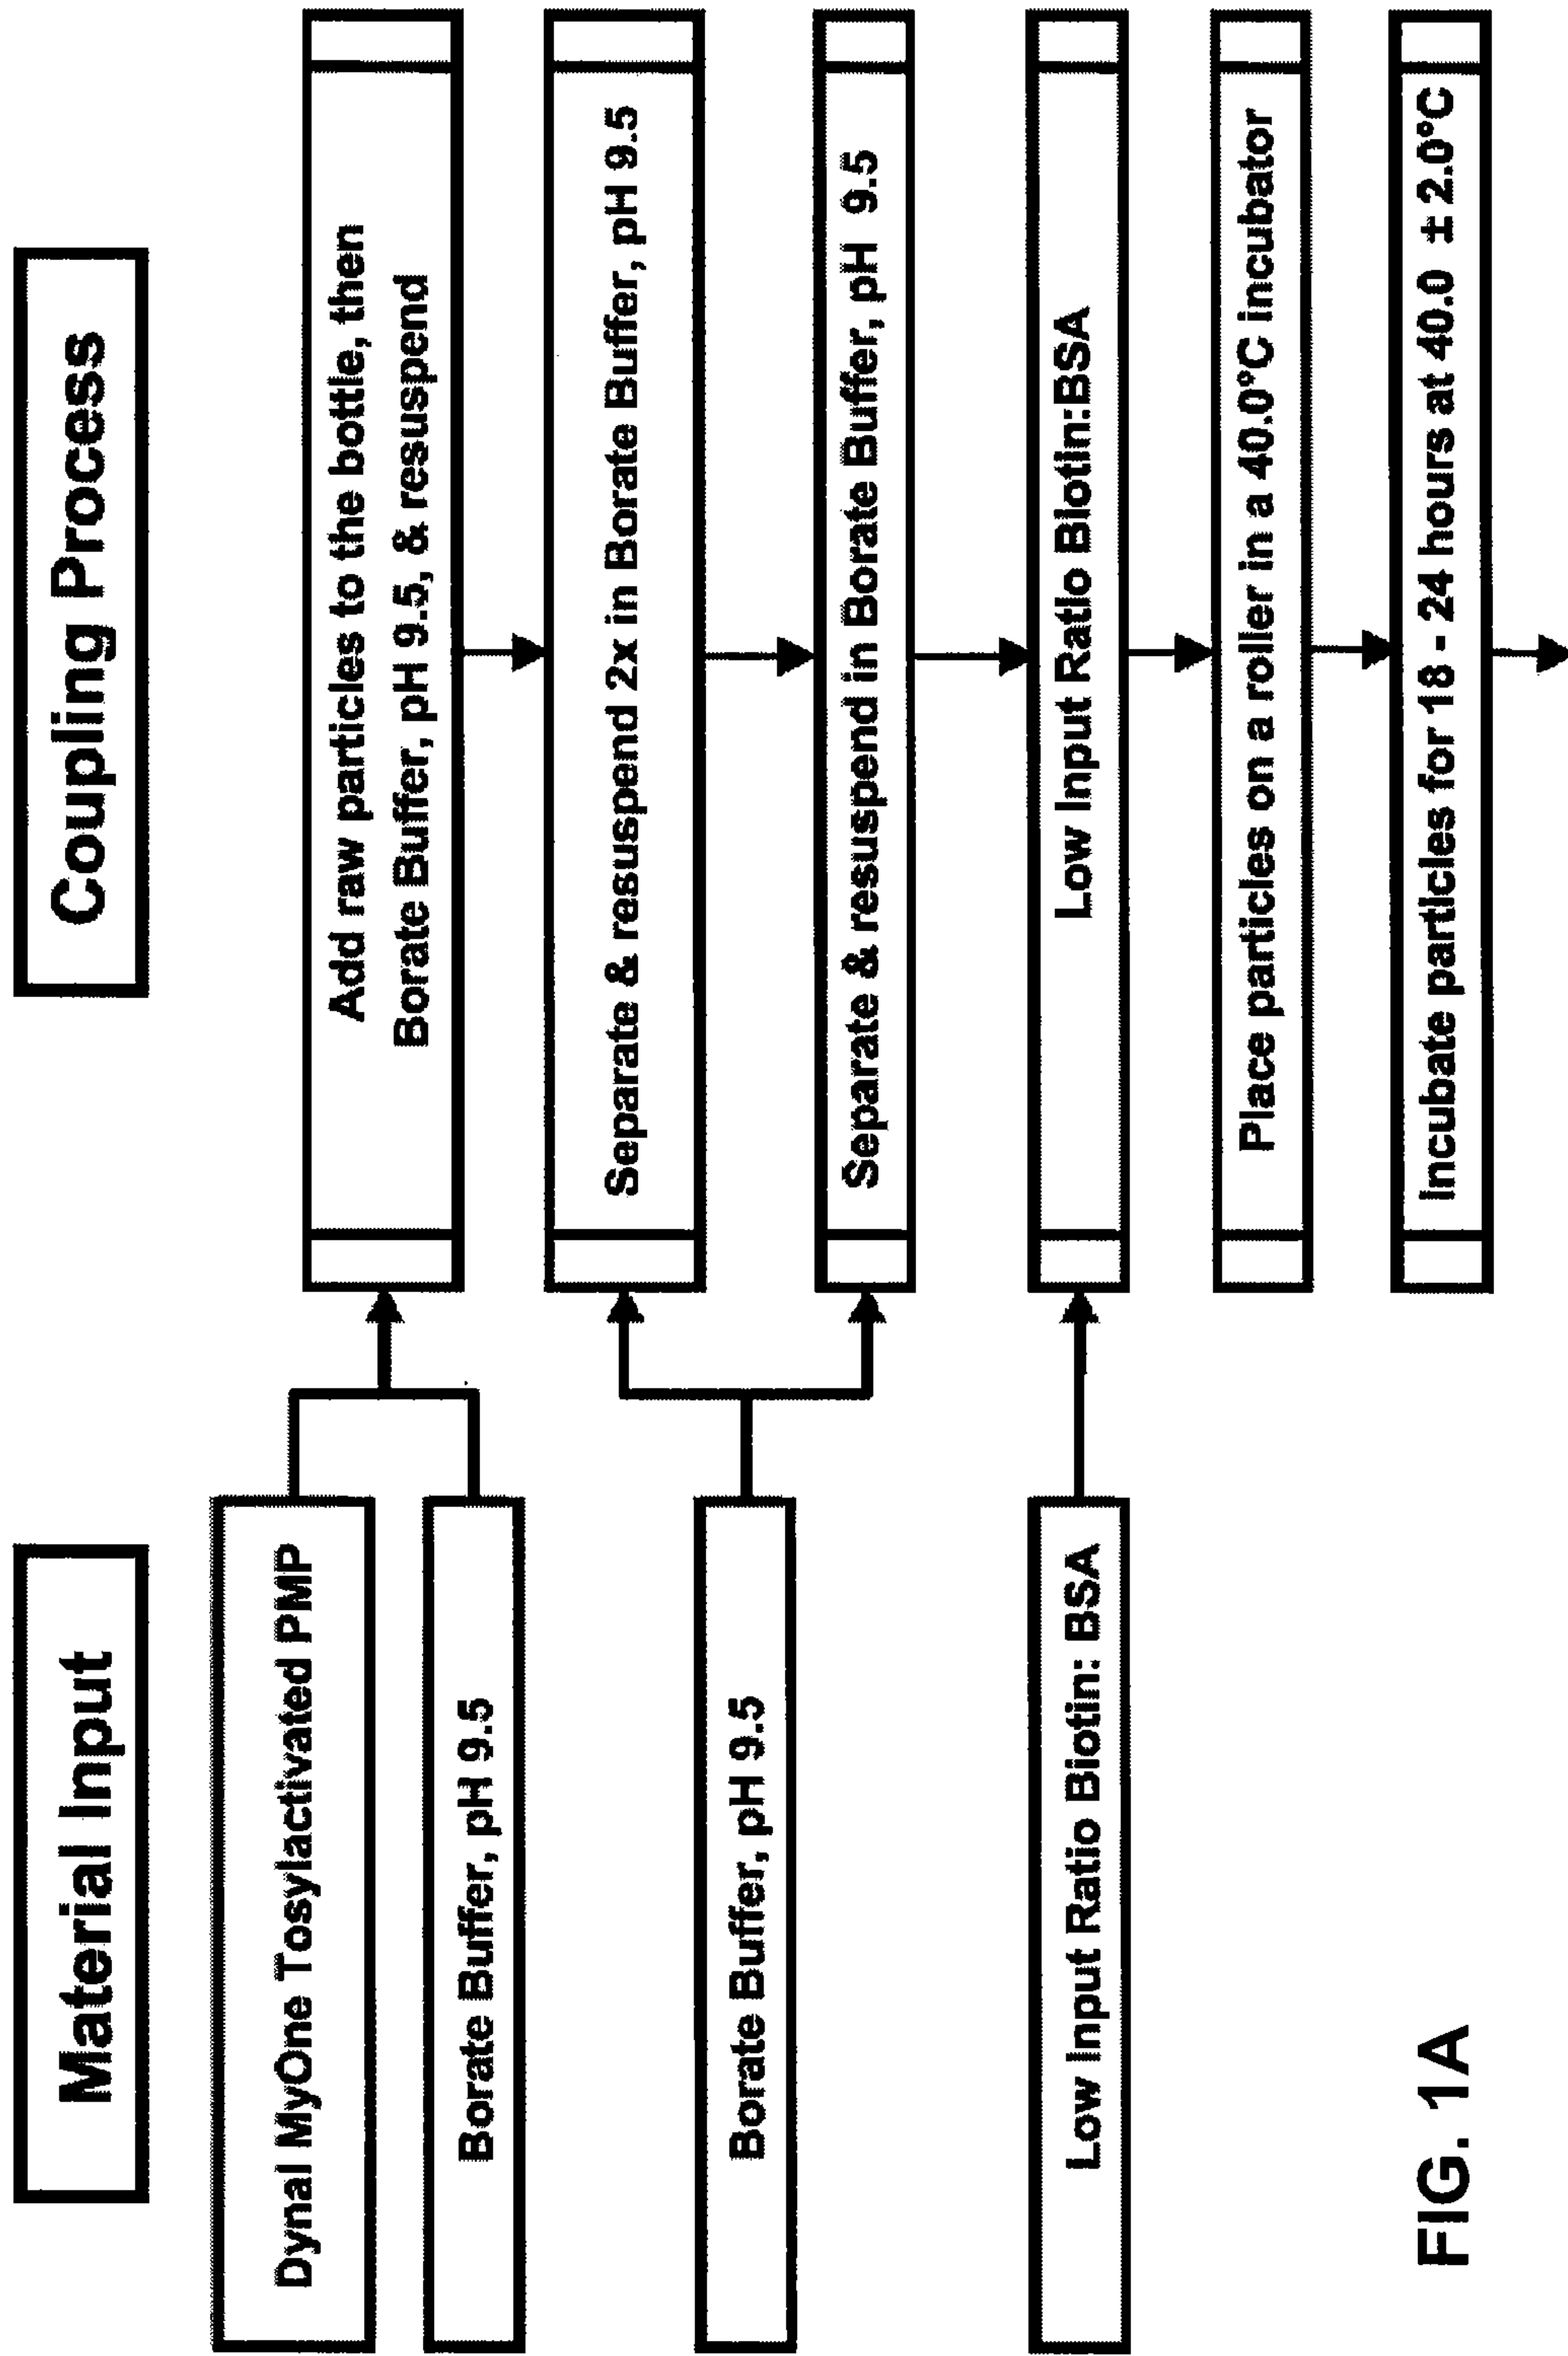 Material Input
Coupling Process
Dynal MyOne Tosylactivated PMP
Borate Buffer, pH 9.5
Add raw particles to the bottle, then
Borate Buffer, pH 9.5, & resuspend
Borate Buffer, pH 9.5
Separate & resuspend 2x in Borate Buffer, pH 9.5
Separate & resuspend in Borate Buffer, pH 9.5
Low Input Ratio Biotin: BSA
Low Input Ratio Biotin:BSA
Place particles on a roller in a 40.0°C incubator
Incubate particles for 18 - 24 hours at 40.0 ± 2.0°C
FIG. 1A